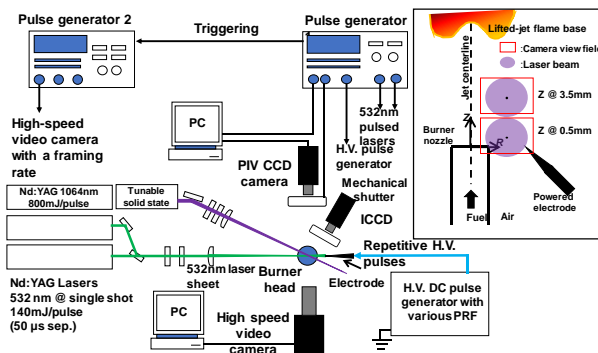 Pulse generator 2
Triggering
Pulse generator
High-speed
video camera
with a framing
rate
PC
PIV CCD
camera
H.V. pulse
generator
532nm
pulsed
lasers
Nd:YAG 1064nm
800mJ/pulse
Tunable
solid state
Mechanical
shutter
ICCD
532nm laser
sheet
Burner
head
Repetitive H.V.
pulses
Electrode
Nd:YAG Lasers
532 nm @ single shot
140mJ/pulse
(50 µs sep.)
PC
High speed
video
camera
H.V. DC pulse
generator with
various PRF
Lifted-jet flame base
:Camera view field
:Laser beam
Jet centerline
Z @ 3.5mm
Z
Burner
nozzle
R
Z @ 0.5mm
Powered
electrode
Fuel
Air